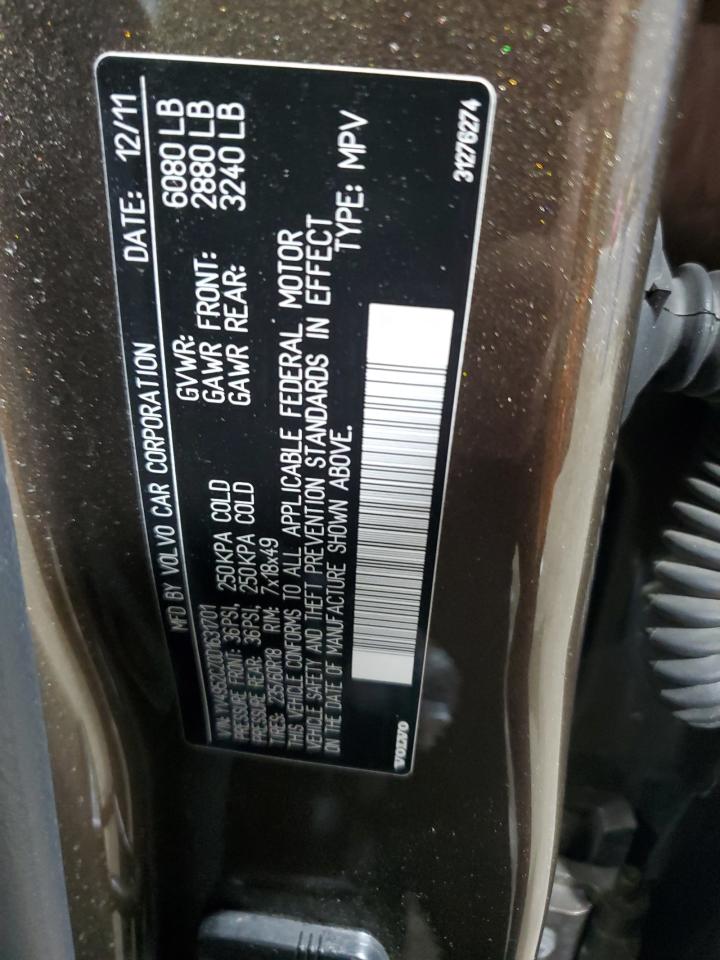 MFD BY VOLVO CAR CORPORATION DATE: 12/11
GVWR: 6080 LB
GAWR FRONT: 2880 LB
GAWR REAR: 3240 LB
VIN:
PRESSURE FRONT: 36PSI, 250KPA COLD
PRESSURE REAR: 36PSI, 250KPA COLD
TIRES: 235/60R18 RIM: 7x18x49
THIS VEHICLE CONFORMS TO ALL APPLICABLE FEDERAL MOTOR
VEHICLE SAFETY AND THEFT PREVENTION STANDARDS IN EFFECT
ON THE DATE OF MANUFACTURE SHOWN ABOVE. TYPE: MPV
VOLVO 31276274